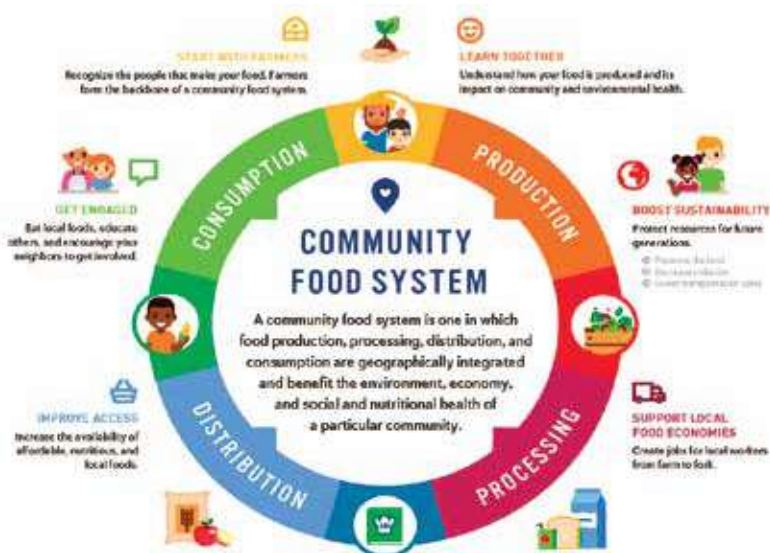 START WITH FARMERS
Recognize the people that make your food. Farmers
form the backbone of a community food system.
LEARN TOGETHER
Understand how your food is produced and its
impact on community and environmental health.
CONSUMPTION
PRODUCTION
GET ENGAGED
Eat local foods, educate
others, and encourage your
neighbors to get involved.
BOOST SUSTAINABILITY
Protect resources for future
generations.
Preserve the land
COMMUNITY
FOOD SYSTEM
A community food system is one in which
food production, processing, distribution, and
consumption are geographically integrated
and benefit the environment, economy,
and social and nutritional health of
a particular community.
IMPROVE ACCESS
Increase the availability of
affordable, nutritious, and
local foods.
SUPPORT LOCAL
FOOD ECONOMIES
Create jobs for local workers
from farm to fork.
DISTRIBUTION
PROCESSING